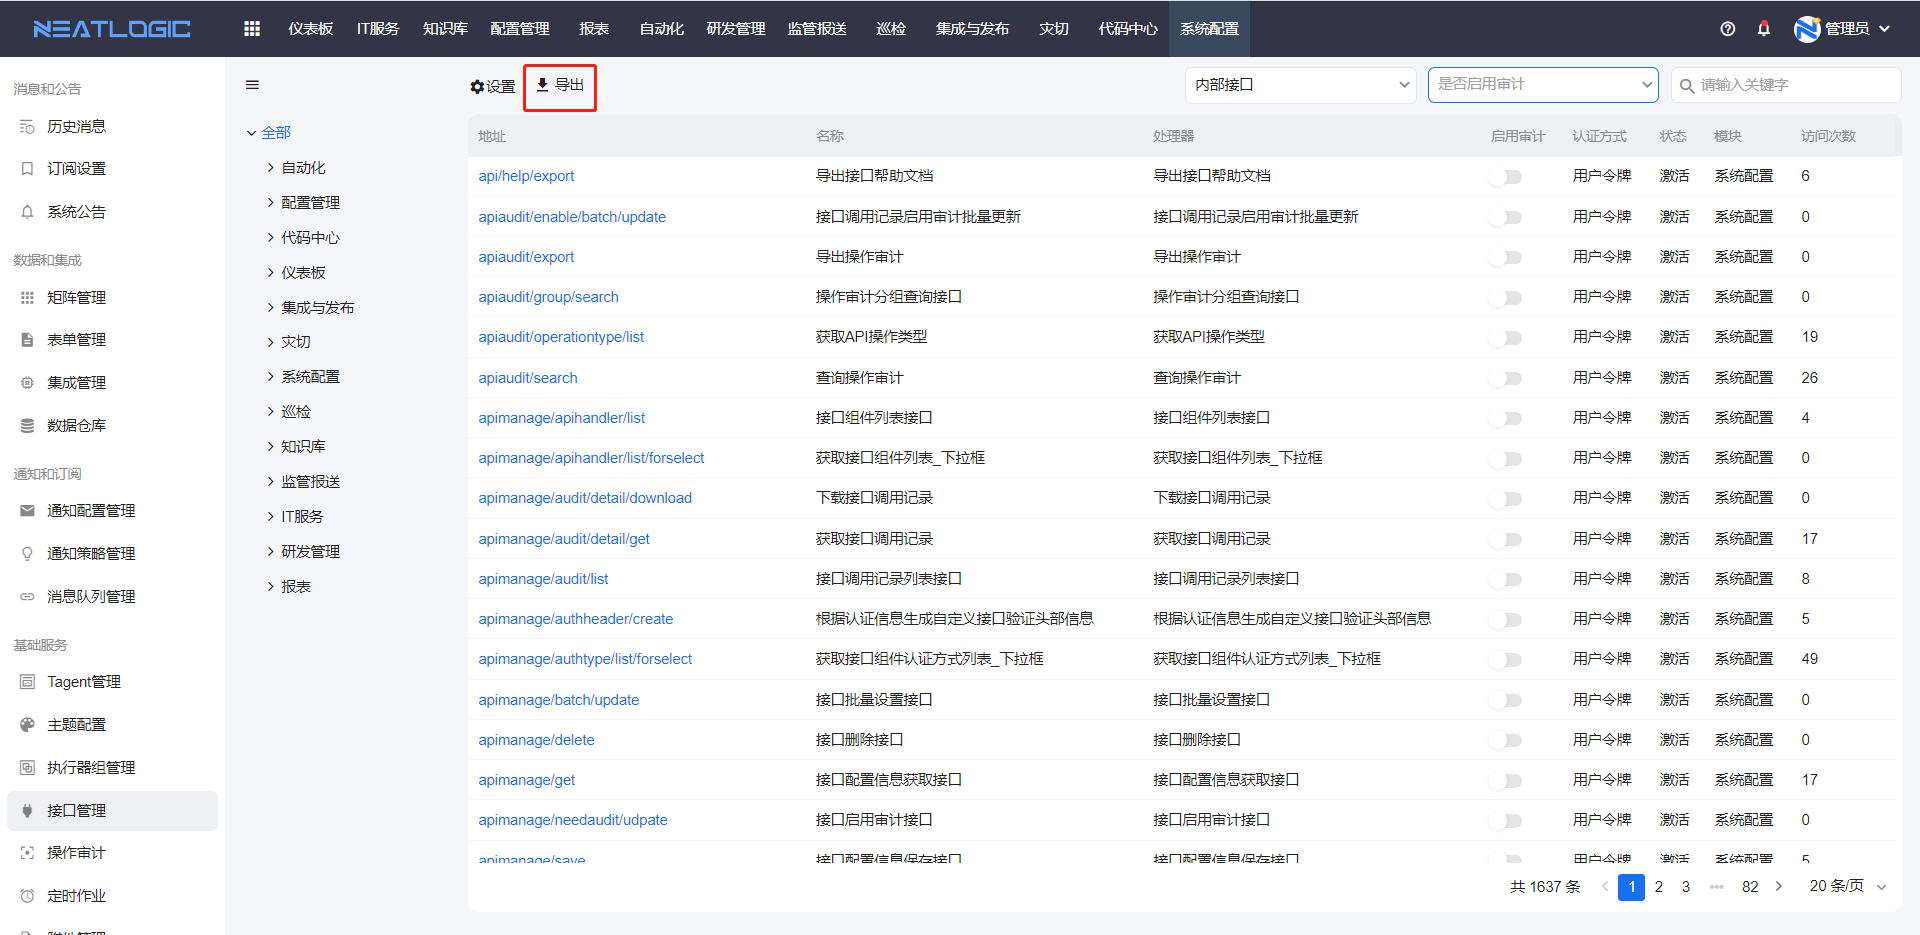 NEATLOGIC 仪表板 IT服务 知识库 配置管理 报表 自动化 研发管理 监管报送 巡检 集成与发布 灾切 代码中心 系统配置 管理员
消息和公告
历史消息
订阅设置
系统公告
数据和集成
矩阵管理
表单管理
集成管理
数据仓库
通知和订阅
通知配置管理
通知策略管理
消息队列管理
基础服务
Tagent管理
主题配置
执行器组管理
接口管理
操作审计
定时作业
全部
自动化
配置管理
代码中心
仪表板
集成与发布
灾切
系统配置
巡检
知识库
监管报送
IT服务
研发管理
报表
设置 导出 内部接口 是否启用审计 请输入关键字
地址 名称 处理器 启用审计 认证方式 状态 模块 访问次数
api/help/export 导出接口帮助文档 导出接口帮助文档 用户令牌 激活 系统配置 6
apiaudit/enable/batch/update 接口调用记录启用审计批量更新 接口调用记录启用审计批量更新 用户令牌 激活 系统配置 0
apiaudit/export 导出操作审计 导出操作审计 用户令牌 激活 系统配置 0
apiaudit/group/search 操作审计分组查询接口 操作审计分组查询接口 用户令牌 激活 系统配置 0
apiaudit/operationtype/list 获取API操作类型 获取API操作类型 用户令牌 激活 系统配置 19
apiaudit/search 查询操作审计 查询操作审计 用户令牌 激活 系统配置 26
apimanage/apihandler/list 接口组件列表接口 接口组件列表接口 用户令牌 激活 系统配置 4
apimanage/apihandler/list/forselect 获取接口组件列表_下拉框 获取接口组件列表_下拉框 用户令牌 激活 系统配置 0
apimanage/audit/detail/download 下载接口调用记录 下载接口调用记录 用户令牌 激活 系统配置 0
apimanage/audit/detail/get 获取接口调用记录 获取接口调用记录 用户令牌 激活 系统配置 17
apimanage/audit/list 接口调用记录列表接口 接口调用记录列表接口 用户令牌 激活 系统配置 8
apimanage/authheader/create 根据认证信息生成自定义接口验证头部信息 根据认证信息生成自定义接口验证头部信息 用户令牌 激活 系统配置 5
apimanage/authtype/list/forselect 获取接口组件认证方式列表_下拉框 获取接口组件认证方式列表_下拉框 用户令牌 激活 系统配置 49
apimanage/batch/update 接口批量设置接口 接口批量设置接口 用户令牌 激活 系统配置 0
apimanage/delete 接口删除接口 接口删除接口 用户令牌 激活 系统配置 0
apimanage/get 接口配置信息获取接口 接口配置信息获取接口 用户令牌 激活 系统配置 17
apimanage/needaudit/udpate 接口启用审计接口 接口启用审计接口 用户令牌 激活 系统配置 0
apimanage/save 接口配置信息保存接口 接口配置信息保存接口 用户令牌 激活 系统配置 5
共 1637 条 1 2 3 ••• 82 20 条/页